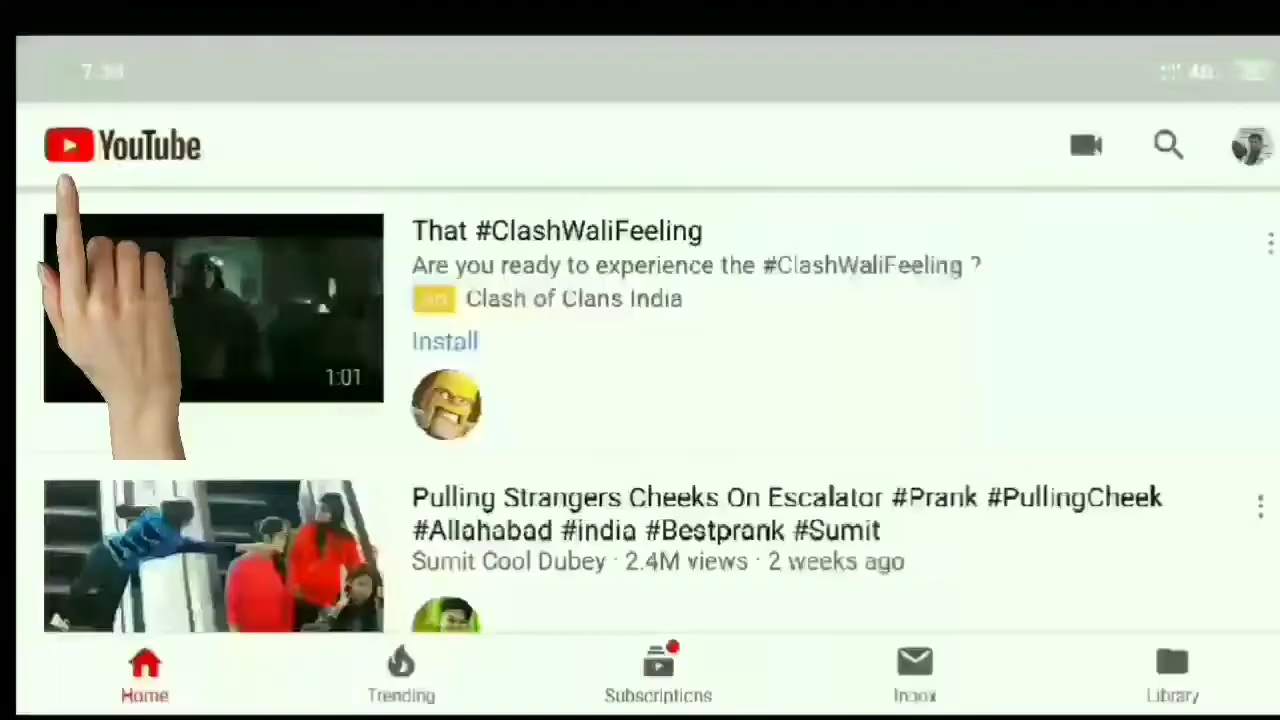 YouTube
That #ClashWaliFeeling
Are you ready to experience the #ClashWaliFeeling ?
Ad Clash of Clans India
Install
1:01
Pulling Strangers Cheeks On Escalator #Prank #PullingCheek
#Allahabad #india #Bestprank #Sumit
Sumit Cool Dubey · 2.4M views · 2 weeks ago
Home Trending Subscriptions Inbox Library